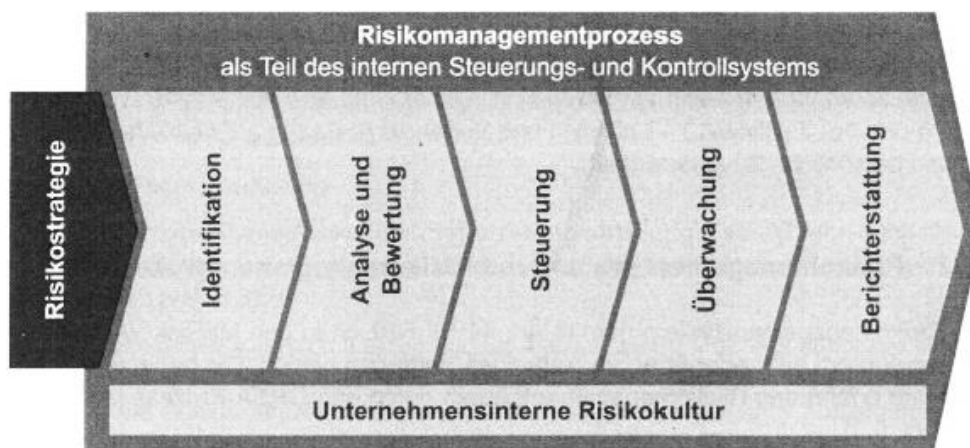 Risikomanagementprozess
als Teil des internen Steuerungs- und Kontrollsystems
Risikostrategie
Identifikation
Analyse und
Bewertung
Steuerung
Überwachung
Berichterstattung
Unternehmensinterne Risikokultur